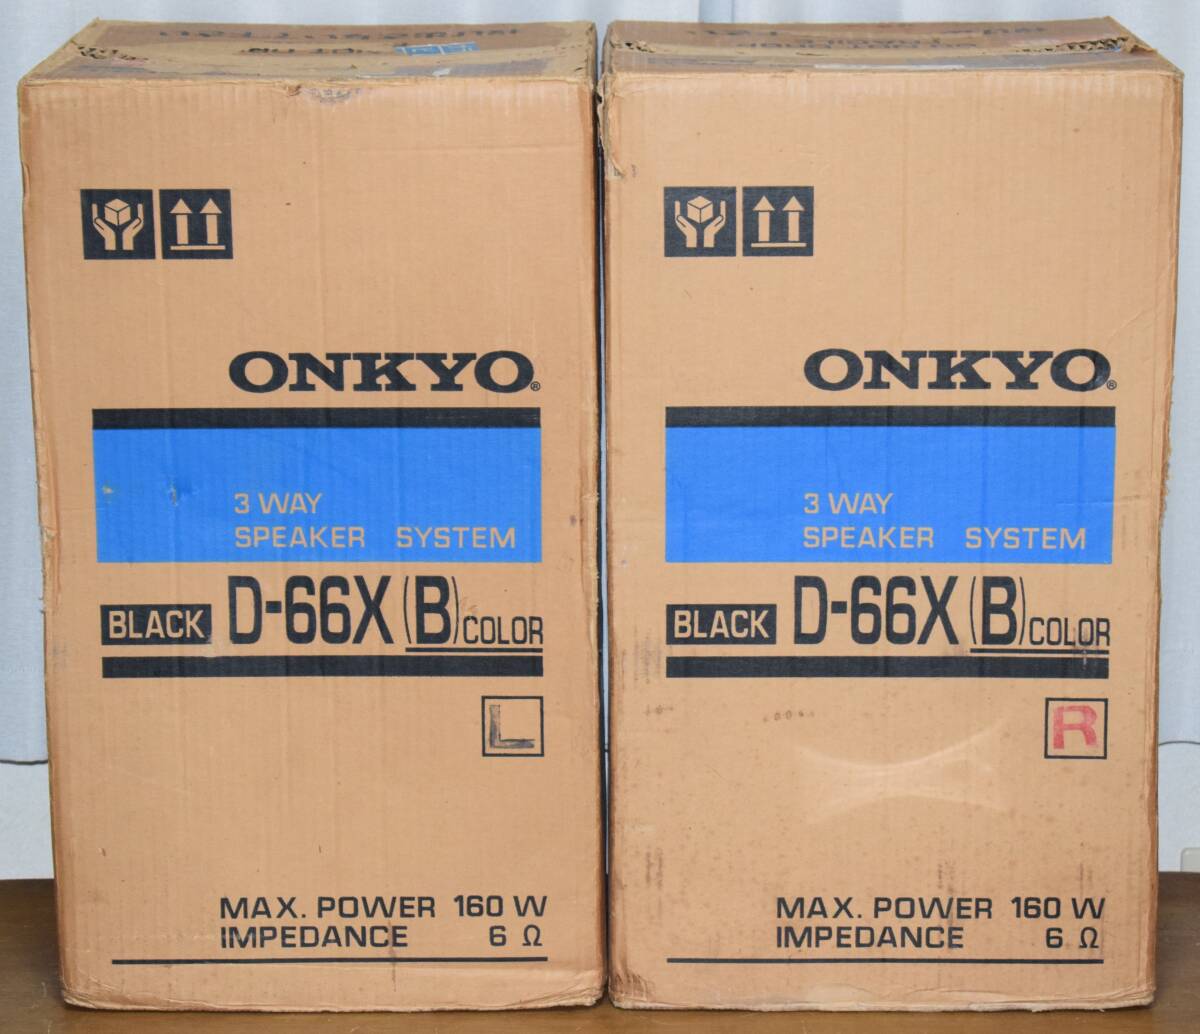 ONKYO®
3 WAY
SPEAKER SYSTEM
BLACK D-66X (B) COLOR
L
MAX. POWER 160 W
IMPEDANCE 6 Ω
ONKYO®
3 WAY
SPEAKER SYSTEM
BLACK D-66X (B) COLOR
R
MAX. POWER 160 W
IMPEDANCE 6 Ω